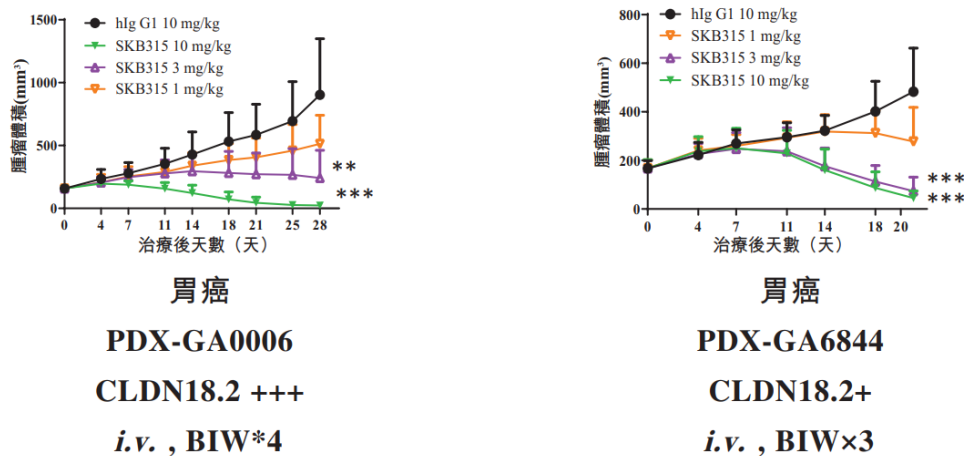 1500
1000
500
0
腫瘤體積(mm³)
hIg G1 10 mg/kg
SKB315 10 mg/kg
SKB315 3 mg/kg
SKB315 1 mg/kg
**
***
0 4 7 11 14 18 21 25 28
治療後天數（天）
胃癌
PDX-GA0006
CLDN18.2 +++
i.v. , BIW*4
800
600
400
200
0
腫瘤體積(mm³)
hIg G1 10 mg/kg
SKB315 1 mg/kg
SKB315 3 mg/kg
SKB315 10 mg/kg
***
***
0 4 7 11 14 18 20
治療後天數（天）
胃癌
PDX-GA6844
CLDN18.2+
i.v. , BIW×3